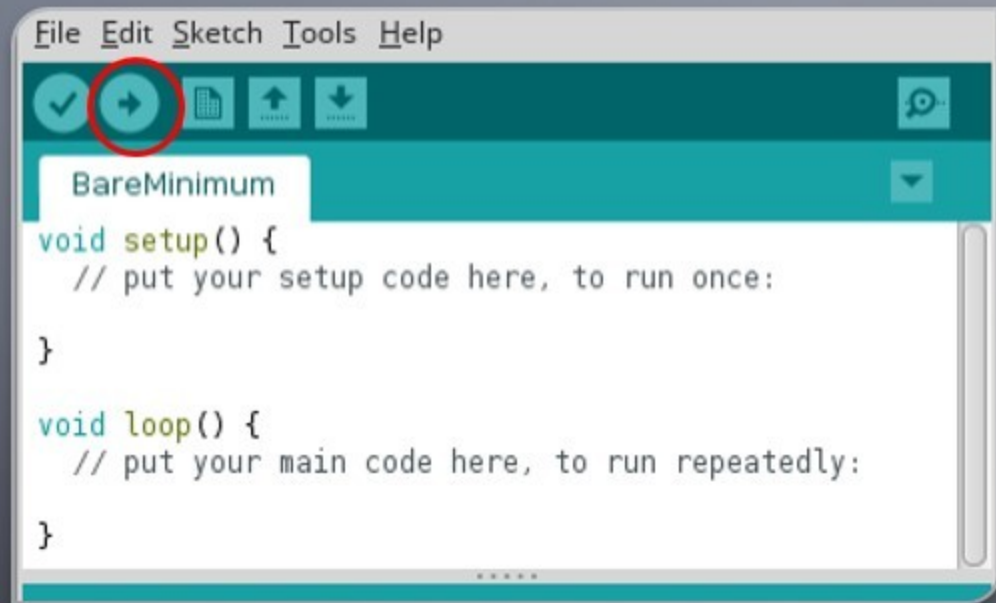 File Edit Sketch Tools Help
BareMinimum
void setup() {
  // put your setup code here, to run once:
}
void loop() {
  // put your main code here, to run repeatedly:
}